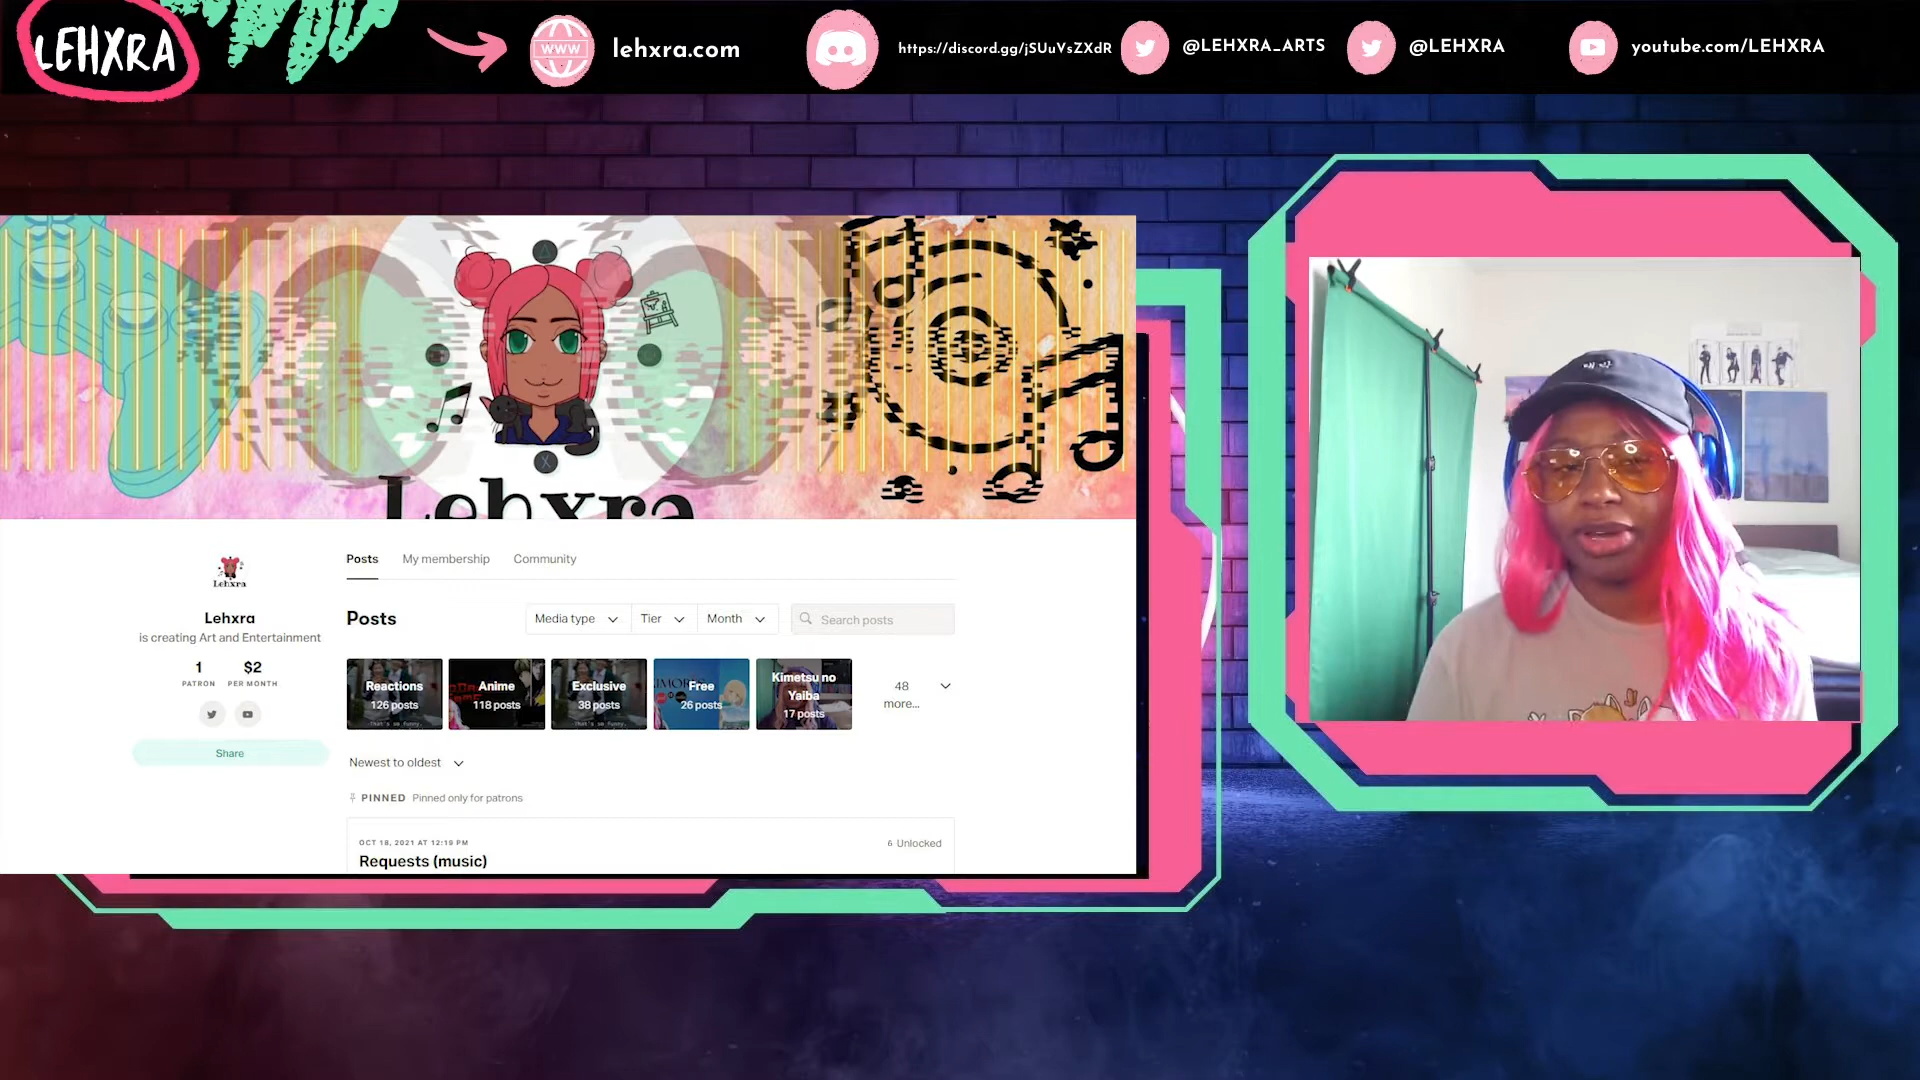 LEHXRA
WWW
lehxra.com
https://discord.gg/jSUuVsZXdR
@LEHXRA_ARTS
@LEHXRA
youtube.com/LEHXRA
Lehxra
Lehxra
Lehxra
is creating Art and Entertainment
1
PATRON
$2
PER MONTH
Share
Posts
My membership
Community
Posts
Media type
Tier
Month
Search posts
Reactions
126 posts
Anime
118 posts
Exclusive
38 posts
Free
26 posts
Kimetsu no
Yaiba
17 posts
48
more...
Newest to oldest
PINNED Pinned only for patrons
OCT 18, 2021 AT 12:19 PM
Unlocked
Requests (music)